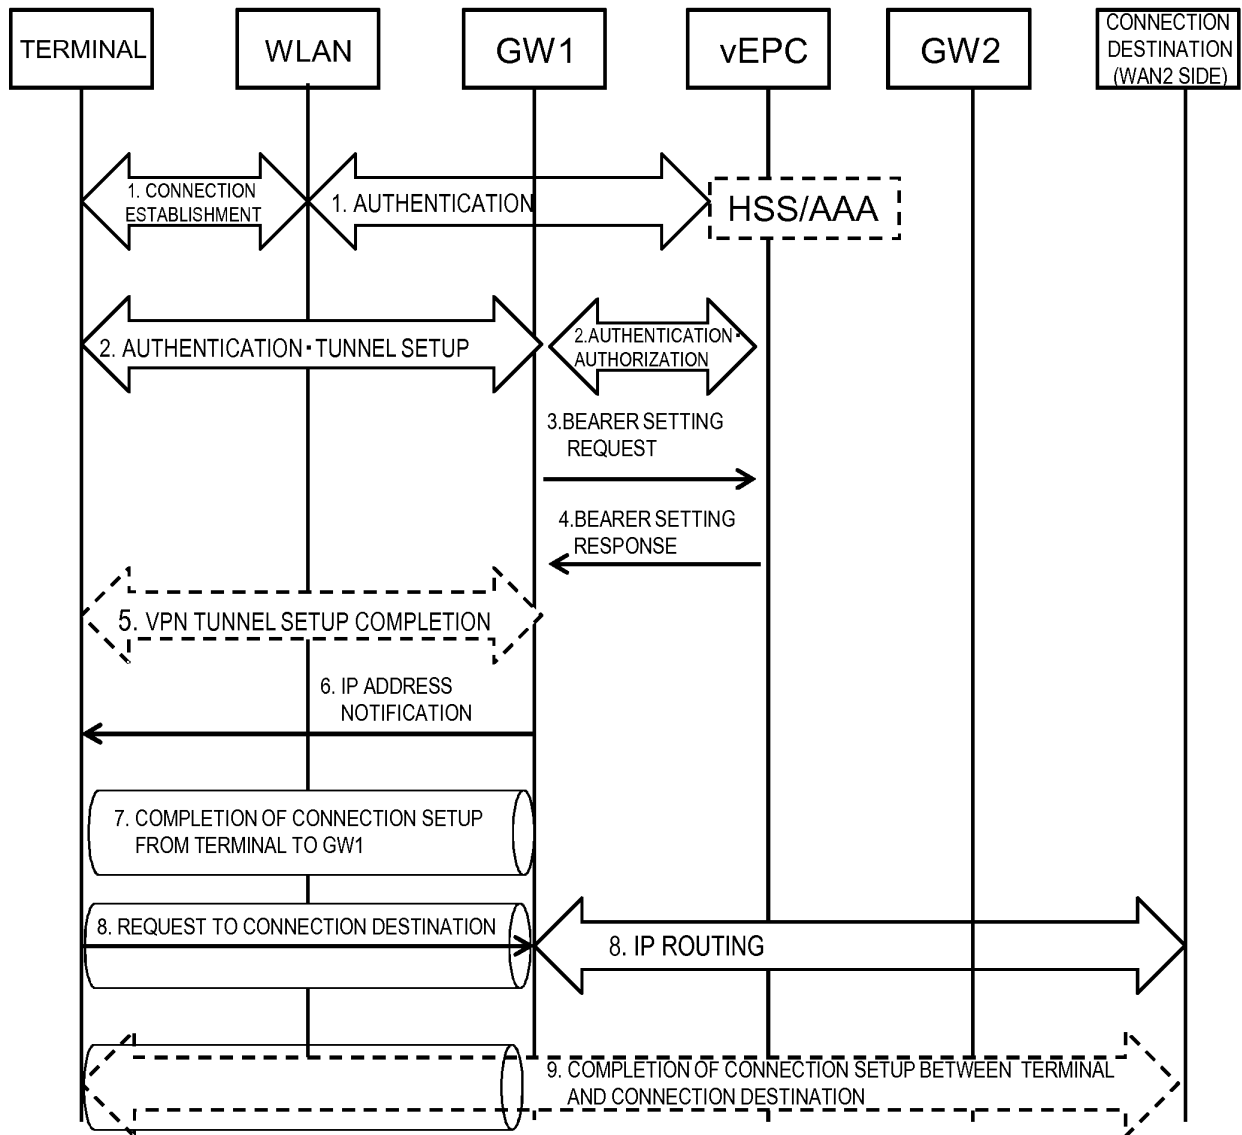 TERMINAL
WLAN
GW1
vEPC
GW2
CONNECTION
DESTINATION
(WAN2 SIDE)
1. CONNECTION
ESTABLISHMENT
1. AUTHENTICATION
HSS/AAA
2. AUTHENTICATION・TUNNEL SETUP
2.AUTHENTICATION・
AUTHORIZATION
3.BEARER SETTING
REQUEST
4.BEARER SETTING
RESPONSE
5. VPN TUNNEL SETUP COMPLETION
6. IP ADDRESS
NOTIFICATION
7. COMPLETION OF CONNECTION SETUP
FROM TERMINAL TO GW1
8. REQUEST TO CONNECTION DESTINATION
8. IP ROUTING
9. COMPLETION OF CONNECTION SETUP BETWEEN TERMINAL
AND CONNECTION DESTINATION